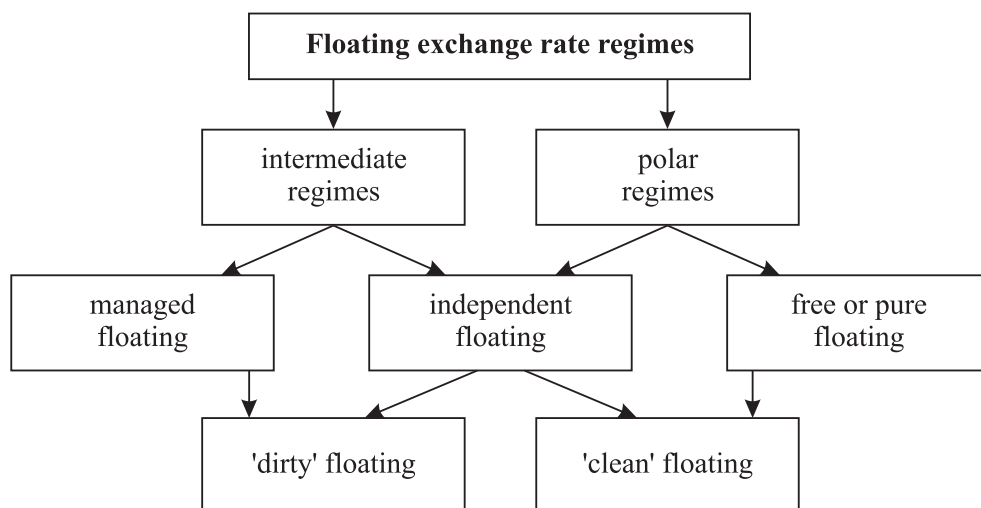 Floating exchange rate regimes
intermediate
regimes
polar
regimes
managed
floating
independent
floating
free or pure
floating
'dirty' floating
'clean' floating